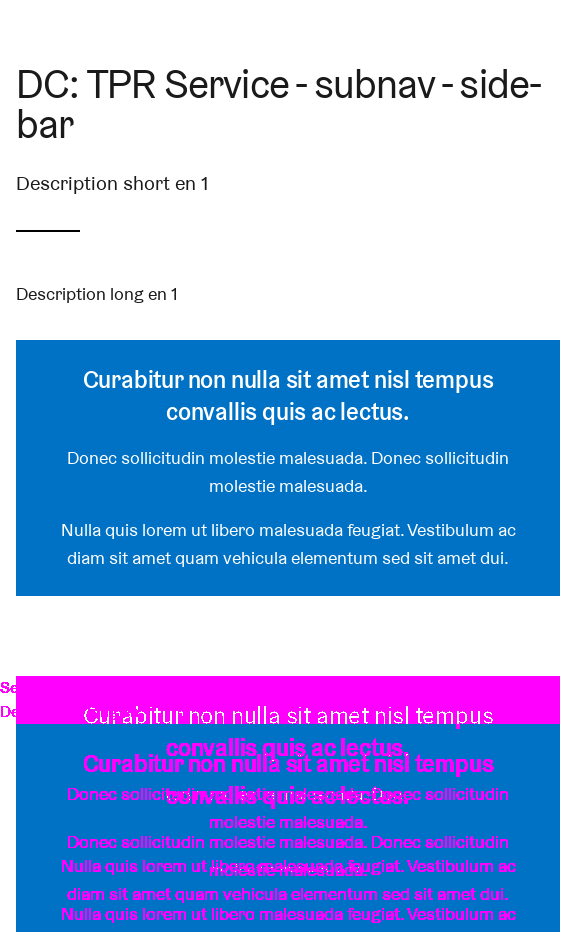 DC: TPR Service - subnav - side-
bar
Description short en 1
Description long en 1
Curabitur non nulla sit amet nisl tempus
convallis quis ac lectus.
Donec sollicitudin molestie malesuada. Donec sollicitudin
molestie malesuada.
Nulla quis lorem ut libero malesuada feugiat. Vestibulum ac
diam sit amet quam vehicula elementum sed sit amet dui.
Se
De
Curabitur non nulla sit amet nisl tempus
convallis quis ac lectus.
Curabitur non nulla sit amet nisl tempus
convallis quis ac lectus.
Donec sollicitudin molestie malesuada. Donec sollicitudin
molestie malesuada.
Donec sollicitudin molestie malesuada. Donec sollicitudin
Nulla quis lorem ut libero malesuada feugiat. Vestibulum ac
molestie malesuada.
diam sit amet quam vehicula elementum sed sit amet dui.
Nulla quis lorem ut libero malesuada feugiat. Vestibulum ac